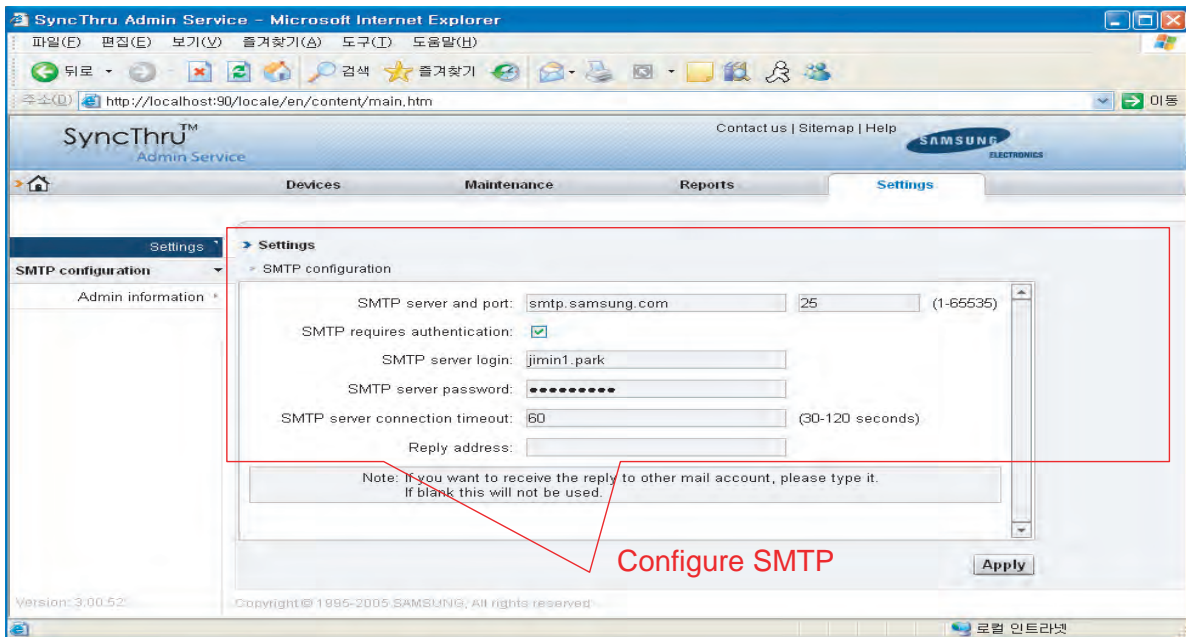 SyncThru Admin Service - Microsoft Internet Explorer
파일(F) 편집(E) 보기(V) 즐겨찾기(A) 도구(T) 도움말(H)
뒤로 검색 즐겨찾기
주소(D) http://localhost:90/locale/en/content/main.htm 이동
SyncThru™
Admin Service
Contact us | Sitemap | Help
SAMSUNG
ELECTRONICS
Devices Maintenance Reports Settings
Settings
SMTP configuration
Admin information
Settings
SMTP configuration
SMTP server and port: smtp.samsung.com 25 (1-65535)
SMTP requires authentication:
SMTP server login: jimin1.park
SMTP server password: ●●●●●●●●●
SMTP server connection timeout: 60 (30-120 seconds)
Reply address:
Note: If you want to receive the reply to other mail account, please type it.
If blank this will not be used.
Configure SMTP
Apply
Version: 3.00.52
Copyright© 1995-2005 SAMSUNG, All rights reserved
로컬 인트라넷